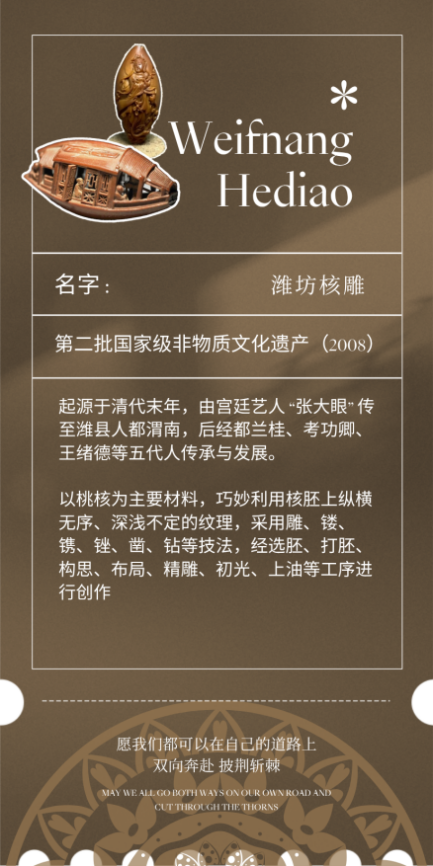 *
Weifnang
Hediao
名字： 潍坊核雕
第二批国家级非物质文化遗产（2008）
起源于清代末年，由宫廷艺人“张大眼”传
至潍县人都渭南，后经都兰桂、考功卿、
王绪德等五代人传承与发展。
以桃核为主要材料，巧妙利用核胚上纵横
无序、深浅不定的纹理，采用雕、镂、
镌、锉、凿、钻等技法，经选胚、打胚、
构思、布局、精雕、初光、上油等工序进
行创作
愿我们都可以在自己的道路上
双向奔赴 披荆斩棘
MAY WE ALL GO BOTH WAYS ON OUR OWN ROAD AND
CUT THROUGH THE THORNS